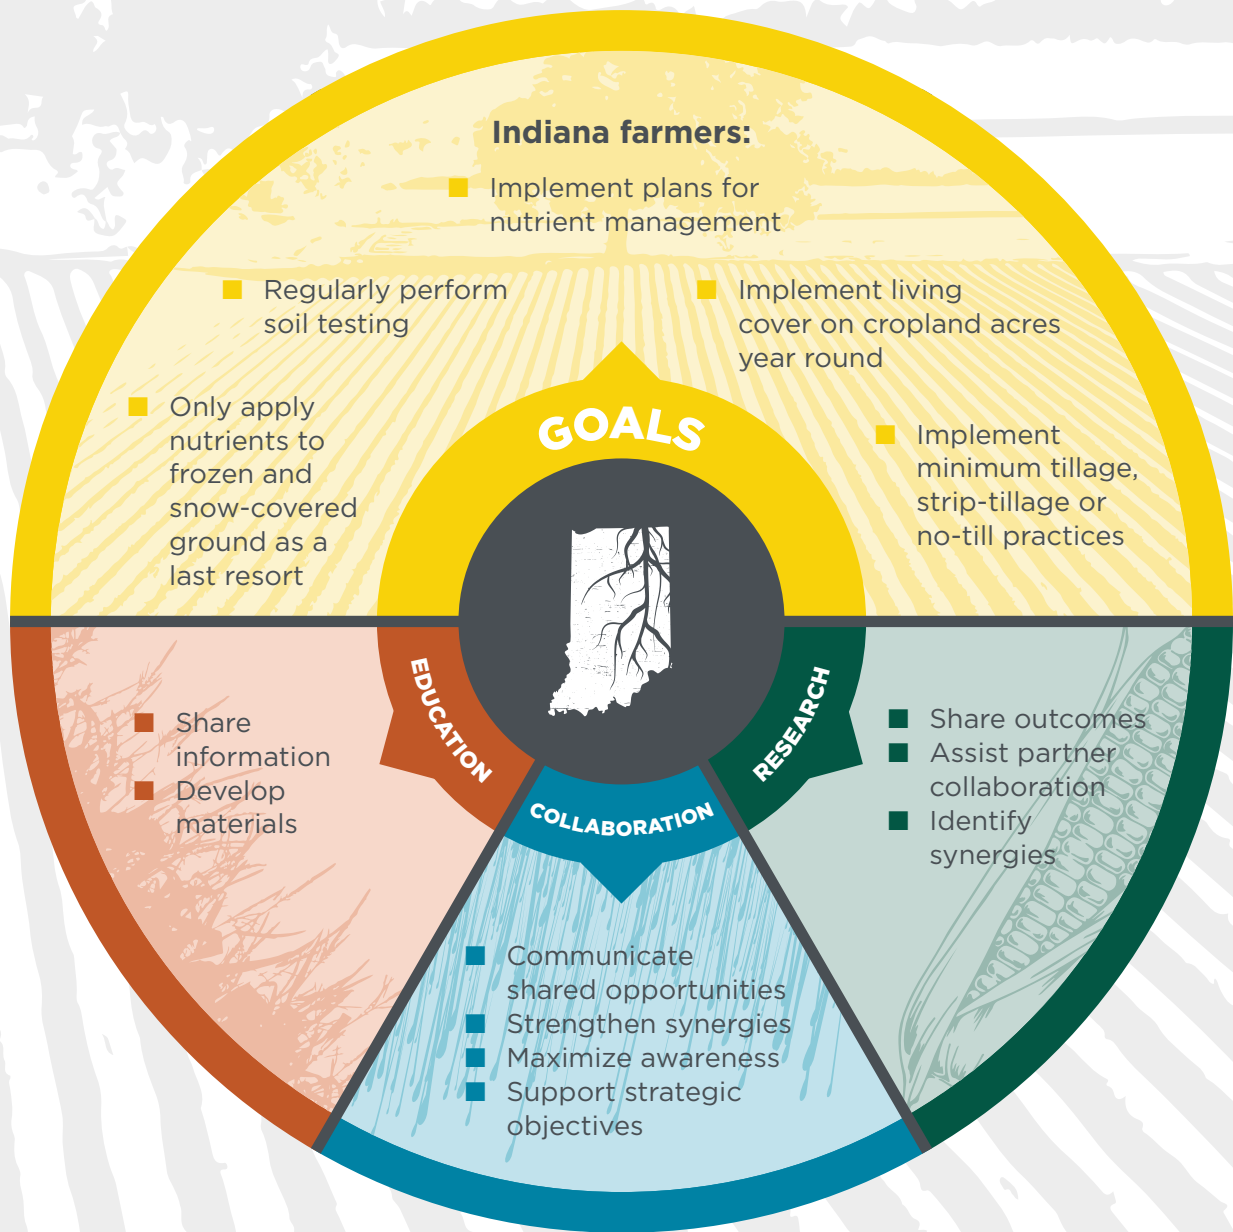 Indiana farmers:
Implement plans for
nutrient management
Regularly perform
soil testing
Implement living
cover on cropland acres
year round
Only apply
nutrients to
frozen and
snow-covered
ground as a
last resort
Implement
minimum tillage,
strip-tillage or
no-till practices
GOALS
EDUCATION
Share
information
Develop
materials
COLLABORATION
Communicate
shared opportunities
Strengthen synergies
Maximize awareness
Support strategic
objectives
RESEARCH
Share outcomes
Assist partner
collaboration
Identify
synergies